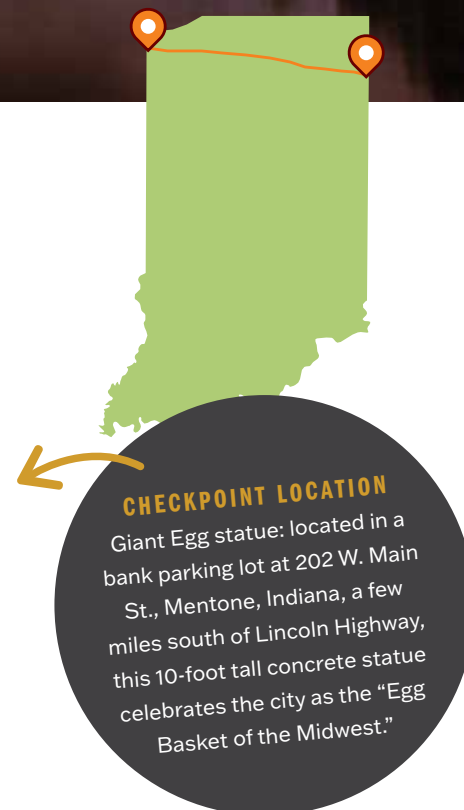 CHECKPOINT LOCATION
Giant Egg statue: located in a
bank parking lot at 202 W. Main
St., Mentone, Indiana, a few
miles south of Lincoln Highway,
this 10-foot tall concrete statue
celebrates the city as the “Egg
Basket of the Midwest.”